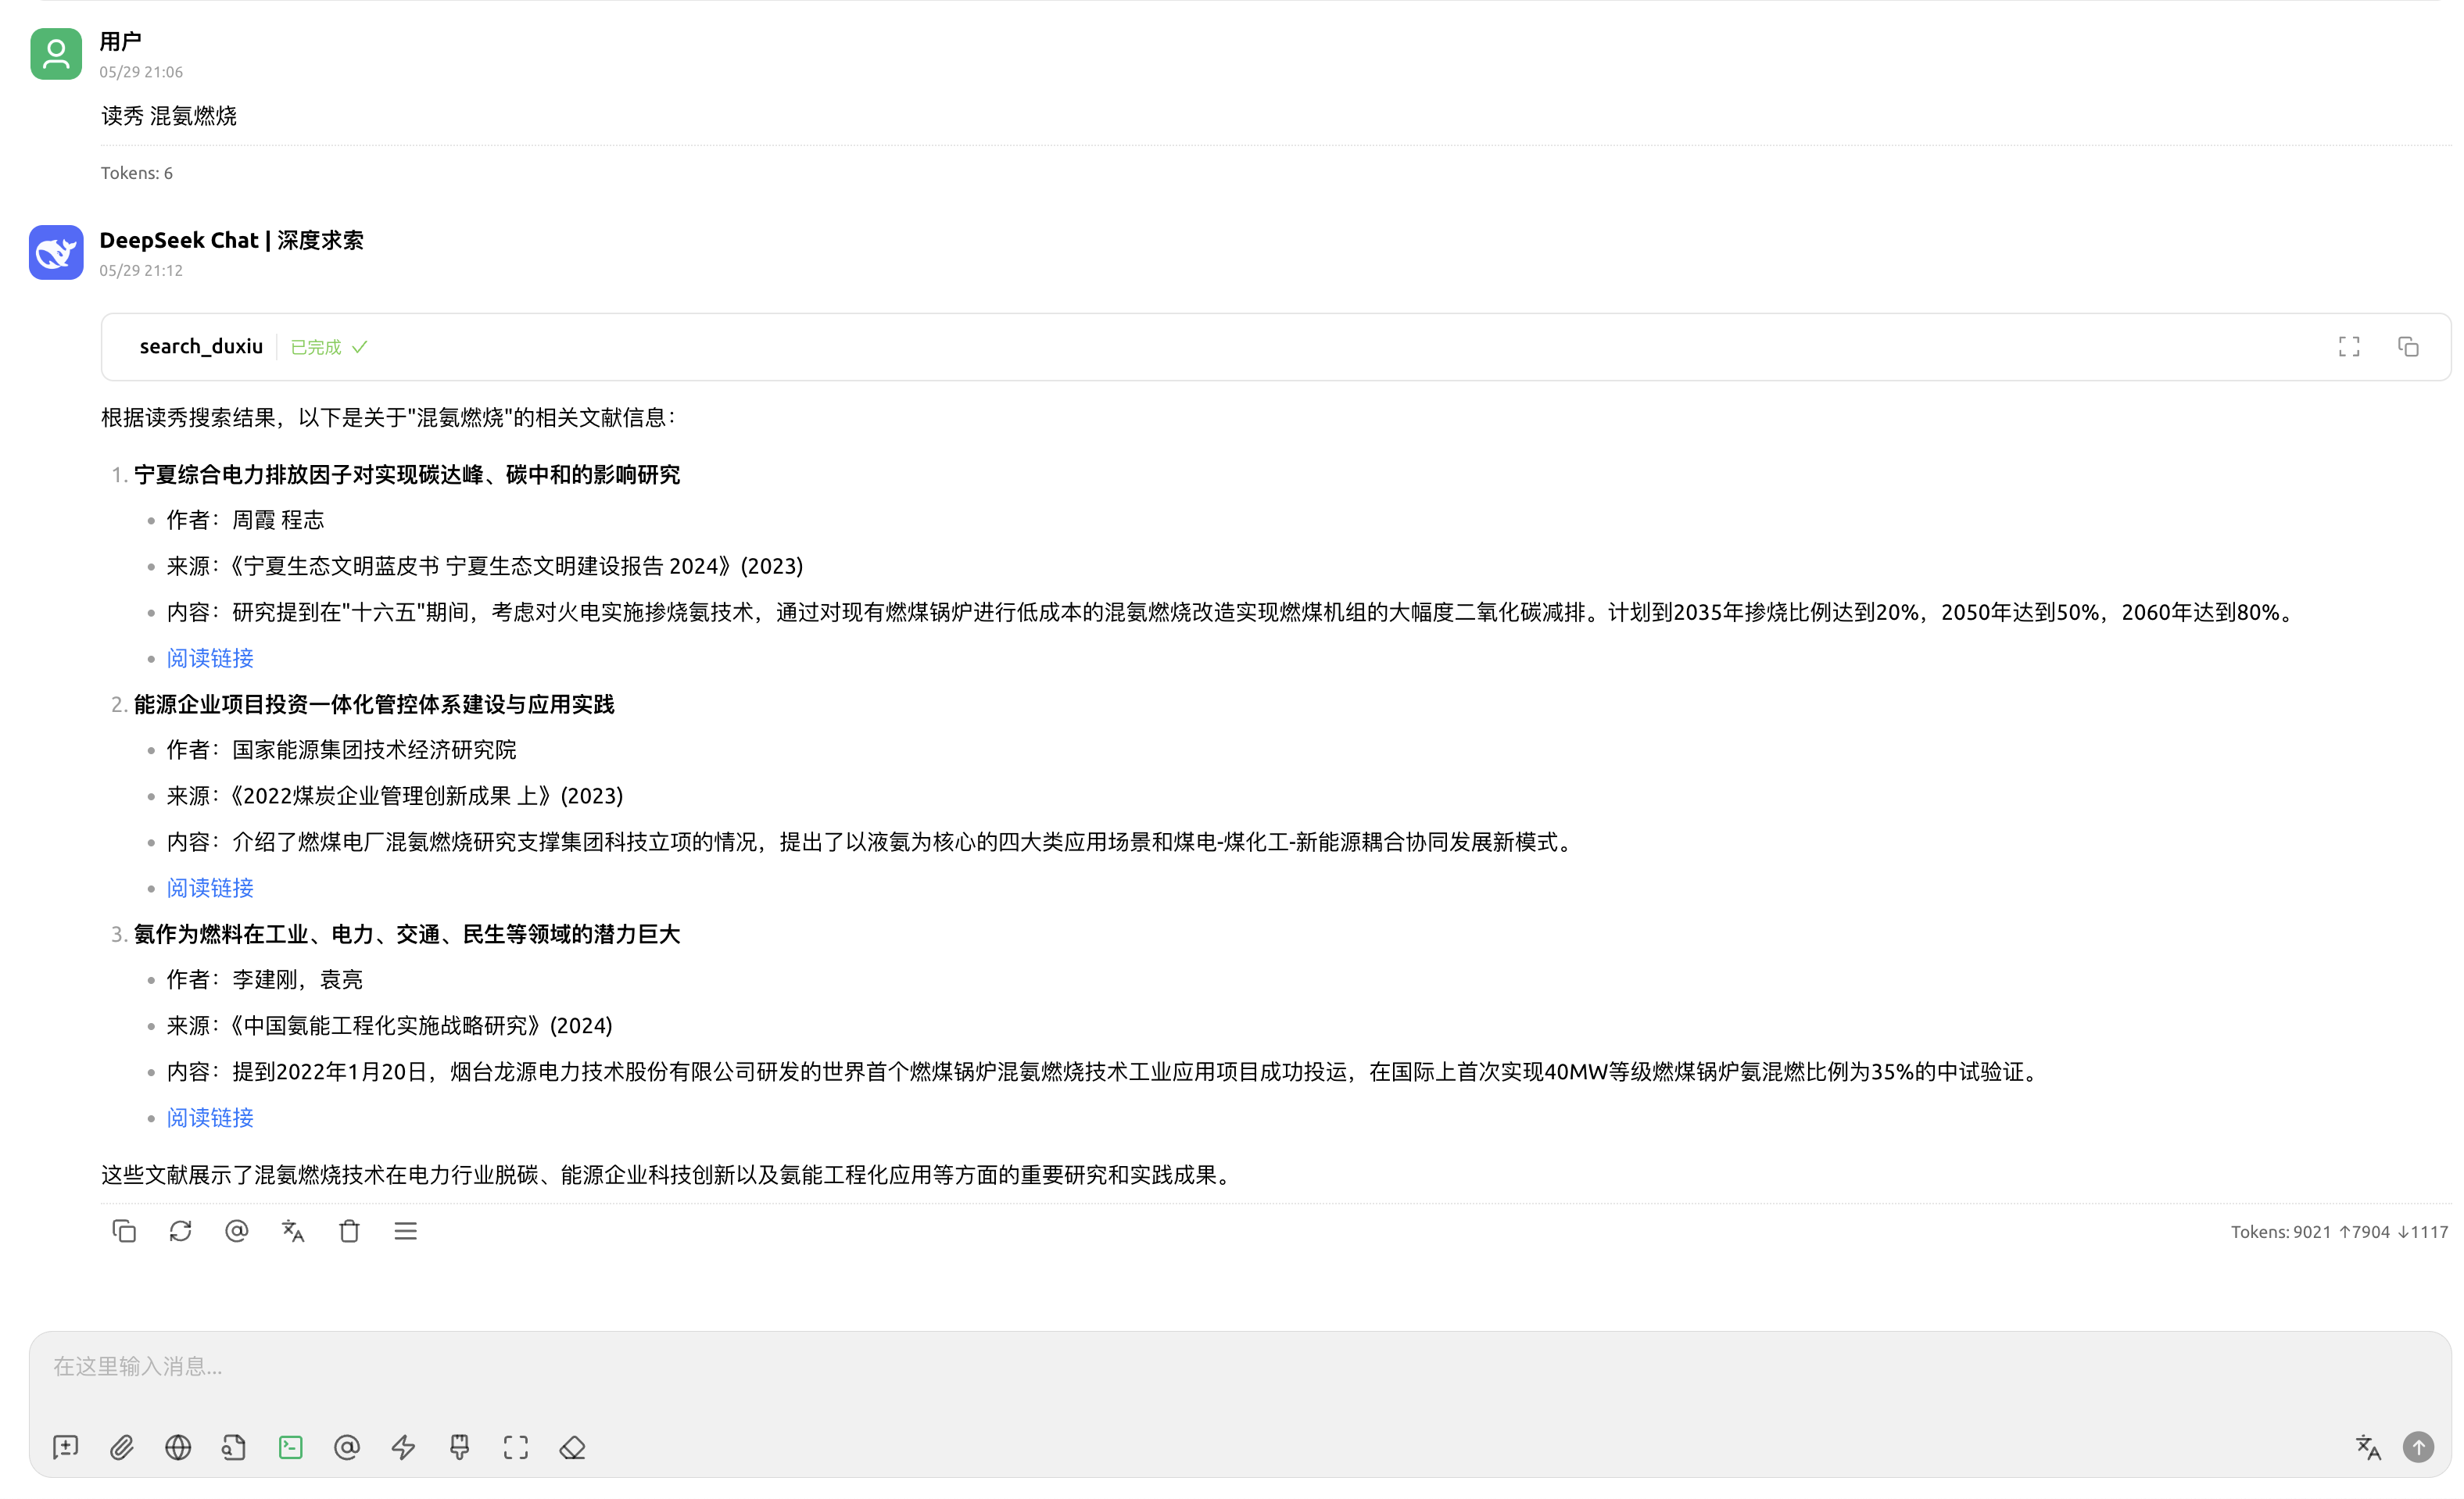 用户
05/29 21:06
读秀 混氨燃烧
Tokens: 6
DeepSeek Chat | 深度求索
05/29 21:12
search_duxiu 已完成
根据读秀搜索结果，以下是关于"混氨燃烧"的相关文献信息：
1. 宁夏综合电力排放因子对实现碳达峰、碳中和的影响研究
• 作者：周霞 程志
• 来源：《宁夏生态文明蓝皮书 宁夏生态文明建设报告 2024》(2023)
• 内容：研究提到在"十六五"期间，考虑对火电实施掺烧氨技术，通过对现有燃煤锅炉进行低成本的混氨燃烧改造实现燃煤机组的大幅度二氧化碳减排。计划到2035年掺烧比例达到20%，2050年达到50%，2060年达到80%。
• 阅读链接
2. 能源企业项目投资一体化管控体系建设与应用实践
• 作者：国家能源集团技术经济研究院
• 来源：《2022煤炭企业管理创新成果 上》(2023)
• 内容：介绍了燃煤电厂混氨燃烧研究支撑集团科技立项的情况，提出了以液氨为核心的四大类应用场景和煤电-煤化工-新能源耦合协同发展新模式。
• 阅读链接
3. 氨作为燃料在工业、电力、交通、民生等领域的潜力巨大
• 作者：李建刚，袁亮
• 来源：《中国氨能工程化实施战略研究》(2024)
• 内容：提到2022年1月20日，烟台龙源电力技术股份有限公司研发的世界首个燃煤锅炉混氨燃烧技术工业应用项目成功投运，在国际上首次实现40MW等级燃煤锅炉氨混燃比例为35%的中试验证。
• 阅读链接
这些文献展示了混氨燃烧技术在电力行业脱碳、能源企业科技创新以及氨能工程化应用等方面的重要研究和实践成果。
Tokens: 9021 ↑7904 ↓1117
在这里输入消息...